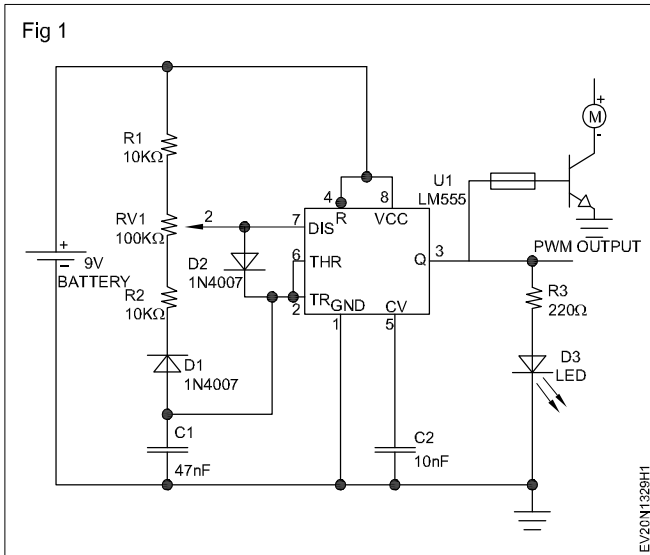 Fig 1
R1
10KΩ
RV1
100KΩ
2
R2
10KΩ
+
-
9V
BATTERY
D1
1N4007
C1
47nF
D2
1N4007
4
8
U1
LM555
R
VCC
7
DIS
6
THR
2
TR
GND
CV
Q
3
1
5
C2
10nF
+
M
-
PWM OUTPUT
R3
220Ω
D3
LED
EV20N1329H1